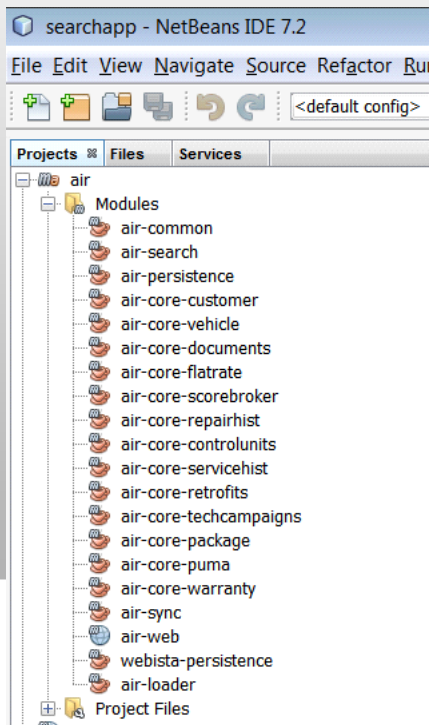 searchapp - NetBeans IDE 7.2
File Edit View Navigate Source Refactor
<default config>
Projects Files Services
air
Modules
air-common
air-search
air-persistence
air-core-customer
air-core-vehicle
air-core-documents
air-core-flatrate
air-core-scorebroker
air-core-repairhist
air-core-controlunits
air-core-servicehist
air-core-retrofits
air-core-techcampaigns
air-core-package
air-core-puma
air-core-warranty
air-sync
air-web
webista-persistence
air-loader
Project Files